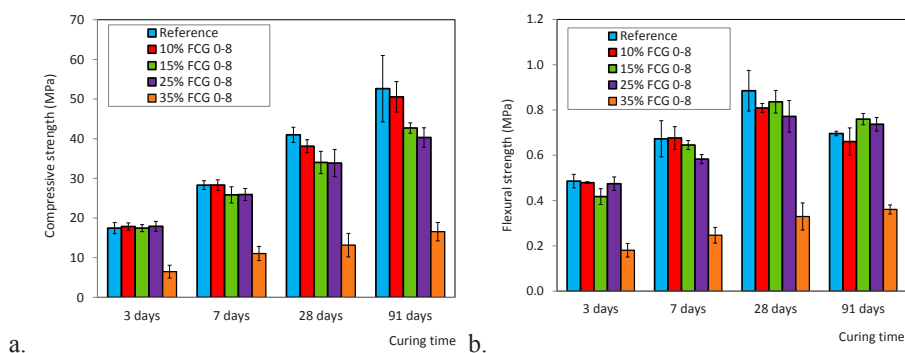 70
60
50
40
30
20
10
0
Compressive strength (MPa)
Reference
10% FCG 0-8
15% FCG 0-8
25% FCG 0-8
35% FCG 0-8
3 days
7 days
28 days
91 days
Curing time
a.
1.2
1.0
0.8
0.6
0.4
0.2
0.0
Flexural strength (MPa)
Reference
10% FCG 0-8
15% FCG 0-8
25% FCG 0-8
35% FCG 0-8
3 days
7 days
28 days
91 days
Curing time
b.